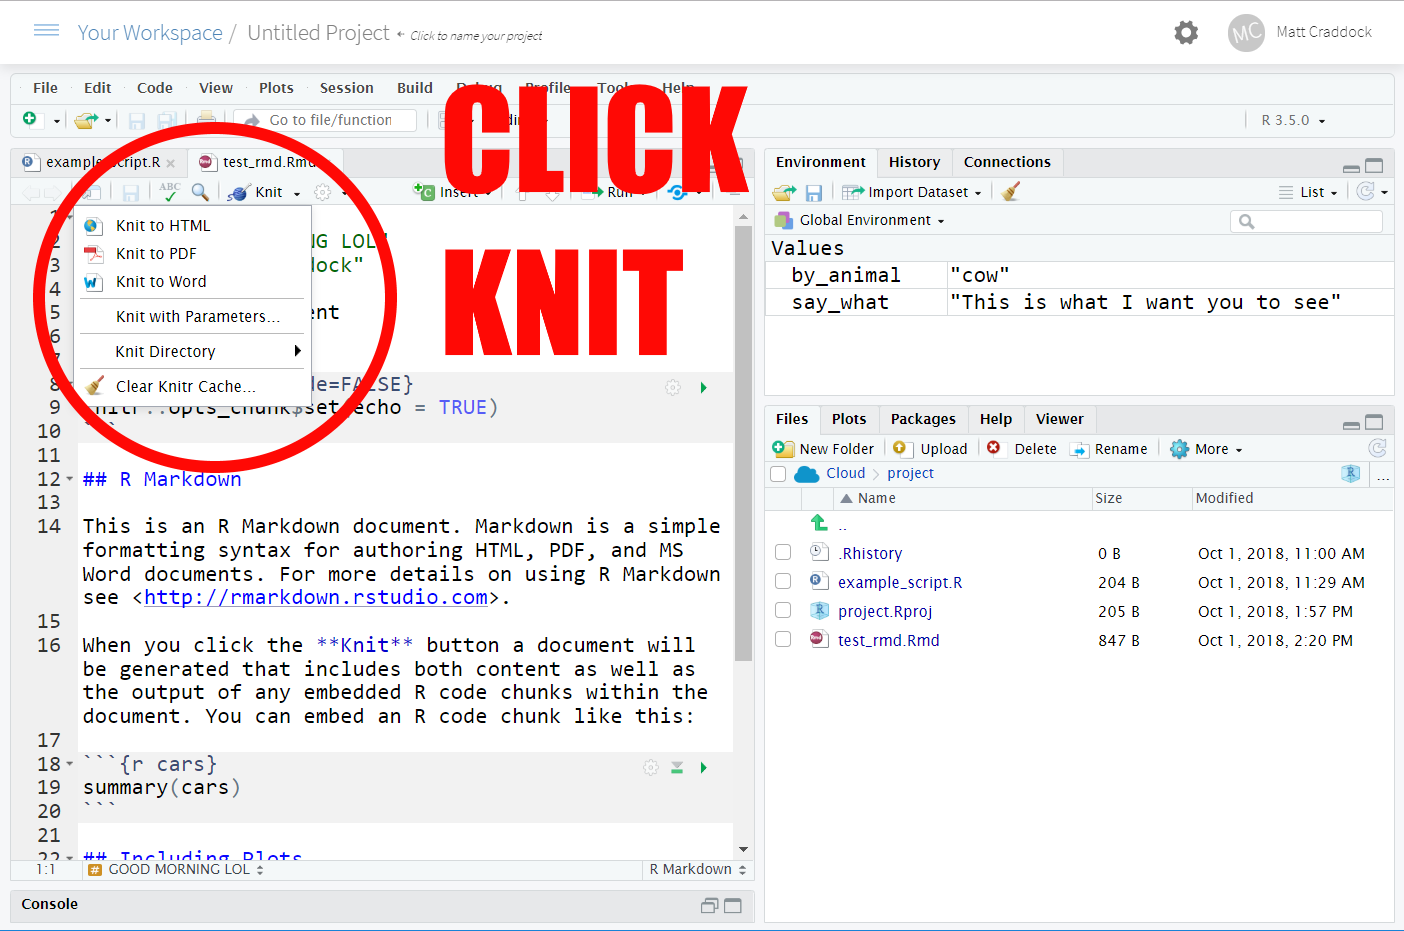 Your Workspace / Untitled Project Click to name your project
MC Matt Craddock
File Edit Code View Plots Session Build Debug Profile Tools Help
Go to file/function
R 3.5.0
CLICK
KNIT
example_script.R test_rmd.Rmd
ABC Knit Insert Run
Knit to HTML
Knit to PDF
Knit to Word
Knit with Parameters...
Knit Directory
Clear Knitr Cache...
1
2 NG LOL"
3 dock"
4
5 ent
6
7
8 de=FALSE}
9 knitr::opts_chunk$set(echo = TRUE)
10 ```
11
12 ## R Markdown
13
14 This is an R Markdown document. Markdown is a simple
formatting syntax for authoring HTML, PDF, and MS
Word documents. For more details on using R Markdown
see <http://rmarkdown.rstudio.com>.
15
16 When you click the **Knit** button a document will
be generated that includes both content as well as
the output of any embedded R code chunks within the
document. You can embed an R code chunk like this:
17
18 ```{r cars}
19 summary(cars)
20 ```
21
22 ## Including Plots
1:1 # GOOD MORNING LOL R Markdown
Console
Environment History Connections
Import Dataset List
Global Environment
Values
by_animal "cow"
say_what "This is what I want you to see"
Files Plots Packages Help Viewer
New Folder Upload Delete Rename More
Cloud project ...
Name Size Modified
..
.Rhistory 0 B Oct 1, 2018, 11:00 AM
example_script.R 204 B Oct 1, 2018, 11:29 AM
project.Rproj 205 B Oct 1, 2018, 1:57 PM
test_rmd.Rmd 847 B Oct 1, 2018, 2:20 PM